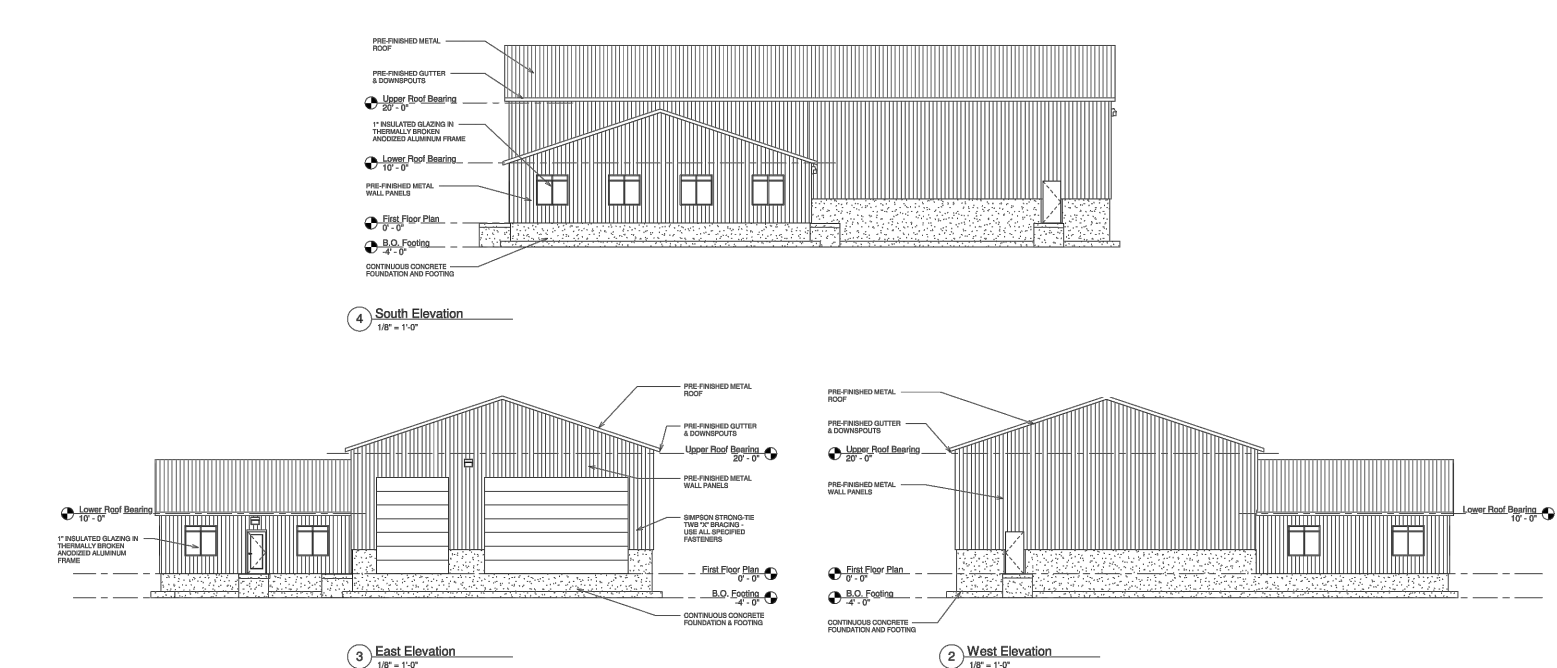 PRE-FINISHED METAL
ROOF
PRE-FINISHED GUTTER
& DOWNSPOUTS
Upper Roof Bearing
20' - 0"
1" INSULATED GLAZING IN
THERMALLY BROKEN
ANODIZED ALUMINUM FRAME
Lower Roof Bearing
10' - 0"
PRE-FINISHED METAL
WALL PANELS
First Floor Plan
0' - 0"
B.O. Footing
-4' - 0"
CONTINUOUS CONCRETE
FOUNDATION AND FOOTING
4 South Elevation
1/8" = 1'-0"
PRE-FINISHED METAL
ROOF
PRE-FINISHED GUTTER
& DOWNSPOUTS
Upper Roof Bearing
20' - 0"
PRE-FINISHED METAL
WALL PANELS
Lower Roof Bearing
10' - 0"
SIMPSON STRONG-TIE
TWB "X" BRACING -
USE ALL SPECIFIED
FASTENERS
1" INSULATED GLAZING IN
THERMALLY BROKEN
ANODIZED ALUMINUM
FRAME
First Floor Plan
0' - 0"
B.O. Footing
-4' - 0"
CONTINUOUS CONCRETE
FOUNDATION & FOOTING
3 East Elevation
1/8" = 1'-0"
PRE-FINISHED METAL
ROOF
PRE-FINISHED GUTTER
& DOWNSPOUTS
Upper Roof Bearing
20' - 0"
PRE-FINISHED METAL
WALL PANELS
Lower Roof Bearing
10' - 0"
First Floor Plan
0' - 0"
B.O. Footing
-4' - 0"
CONTINUOUS CONCRETE
FOUNDATION AND FOOTING
2 West Elevation
1/8" = 1'-0"